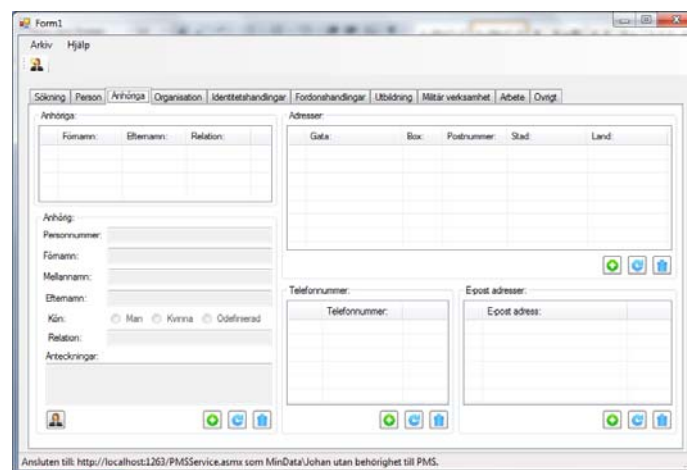 Form1
Arkiv Hjälp
Sökning Person Anhöriga Organisation Identitetshandlingar Fordonshandlingar Utbildning Militär verksamhet Arbete Övrigt
Anhöriga:
Förnamn: Efternamn: Relation:
Adresser:
Gata: Box: Postnummer: Stad: Land:
Anhörig:
Personnummer:
Förnamn:
Mellannamn:
Efternamn:
Kön: Man Kvinna Odefinierad
Relation:
Anteckningar:
Telefonnummer:
Telefonnummer:
E-post adresser:
E-post adress:
Ansluten till: http://localhost:1263/PMSService.asmx som MinData\Johan utan behörighet till PMS.